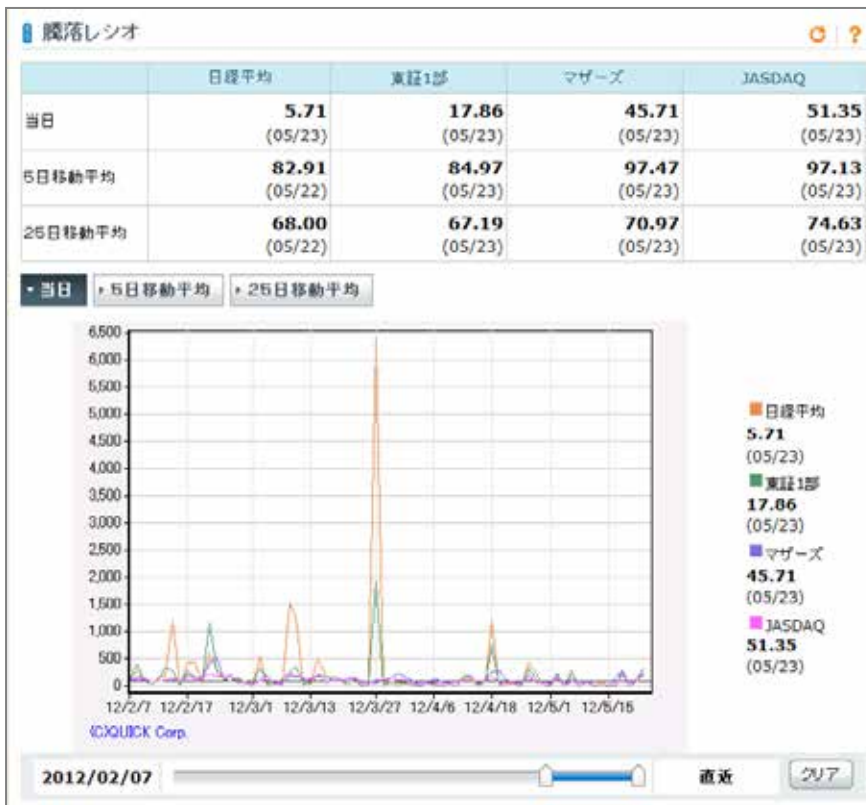 騰落レシオ
?
日経平均 東証1部 マザーズ JASDAQ
当日 5.71 17.86 45.71 51.35
(05/23) (05/23) (05/23) (05/23)
5日移動平均 82.91 84.97 97.47 97.13
(05/22) (05/23) (05/23) (05/23)
25日移動平均 68.00 67.19 70.97 74.63
(05/22) (05/23) (05/23) (05/23)
当日 5日移動平均 25日移動平均
6,500
6,000
5,500
5,000
4,500
4,000
3,500
3,000
2,500
2,000
1,500
1,000
500
0
12/2/7 12/2/17 12/3/1 12/3/13 12/3/27 12/4/6 12/4/18 12/5/1 12/5/15
(C)QUICK Corp.
日経平均
5.71
(05/23)
東証1部
17.86
(05/23)
マザーズ
45.71
(05/23)
JASDAQ
51.35
(05/23)
2012/02/07 直近 クリア